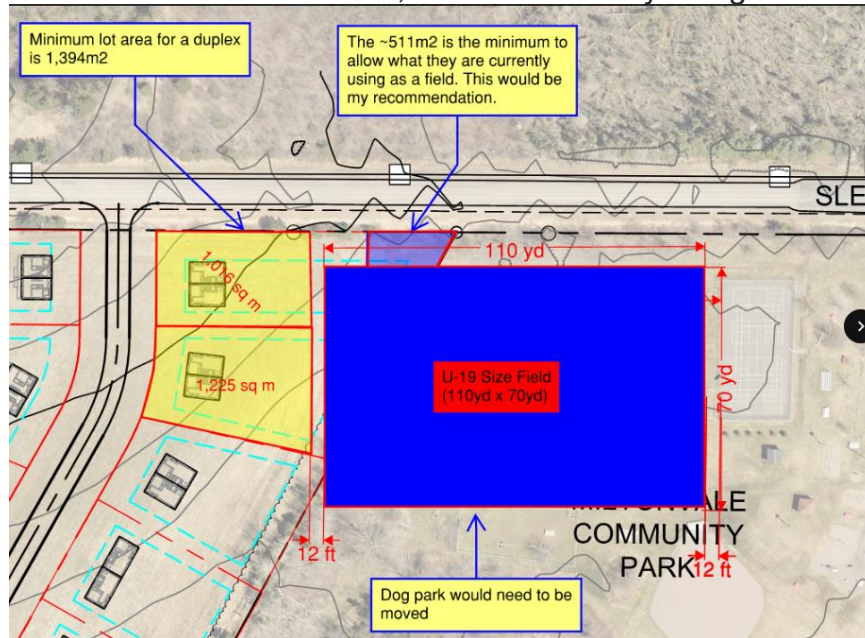 Minimum lot area for a duplex
is 1,394m2
The ~511m2 is the minimum to
allow what they are currently
using as a field. This would be
my recommendation.
SLE
110 yd
1,016 sq m
70 yd
U-19 Size Field
(110yd x 70yd)
1,225 sq m
COMMUNITY
PARK
12 ft
12 ft
Dog park would need to be
moved